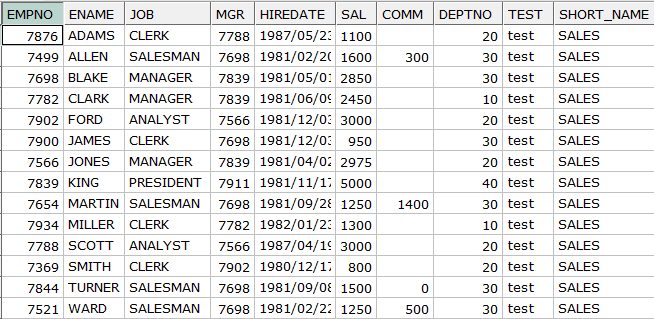 EMPNO ENAME JOB MGR HIREDATE SAL COMM DEPTNO TEST SHORT_NAME
7876 ADAMS CLERK 7788 1987/05/23 1100 20 test SALES
7499 ALLEN SALESMAN 7698 1981/02/20 1600 300 30 test SALES
7698 BLAKE MANAGER 7839 1981/05/01 2850 30 test SALES
7782 CLARK MANAGER 7839 1981/06/09 2450 10 test SALES
7902 FORD ANALYST 7566 1981/12/03 3000 20 test SALES
7900 JAMES CLERK 7698 1981/12/03 950 30 test SALES
7566 JONES MANAGER 7839 1981/04/02 2975 20 test SALES
7839 KING PRESIDENT 7911 1981/11/17 5000 40 test SALES
7654 MARTIN SALESMAN 7698 1981/09/28 1250 1400 30 test SALES
7934 MILLER CLERK 7782 1982/01/23 1300 10 test SALES
7788 SCOTT ANALYST 7566 1987/04/19 3000 20 test SALES
7369 SMITH CLERK 7902 1980/12/17 800 20 test SALES
7844 TURNER SALESMAN 7698 1981/09/08 1500 0 30 test SALES
7521 WARD SALESMAN 7698 1981/02/22 1250 500 30 test SALES